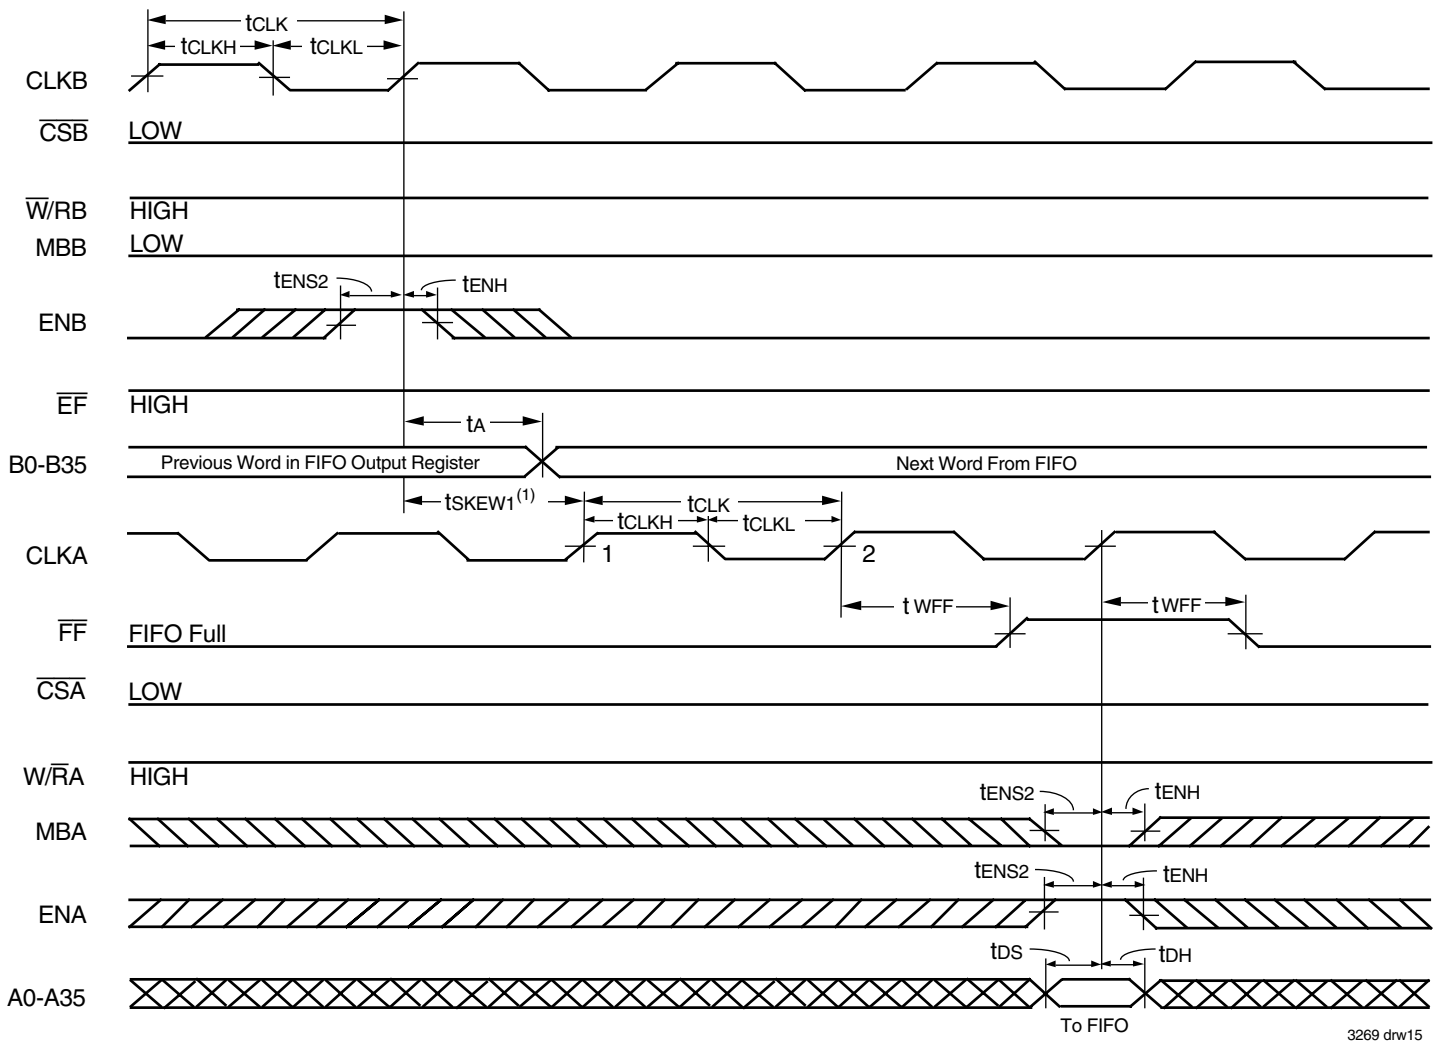 tCLK
tCLKH tCLKL
CLKB
CSB LOW
W/RB HIGH
MBB LOW
tENS2 tENH
ENB
EF HIGH
tA
B0-B35 Previous Word in FIFO Output Register Next Word From FIFO
tSKEW1(1) tCLK
tCLKH tCLKL
CLKA 1 2
tWFF tWFF
FF FIFO Full
CSA LOW
W/RA HIGH
tENS2 tENH
MBA
tENS2 tENH
ENA
tDS tDH
A0-A35
To FIFO
3269 drw15